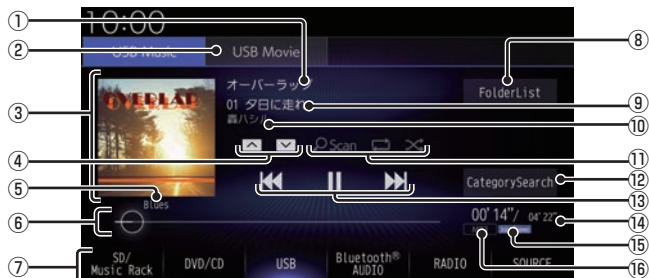 ①
10:00
②
USB Music
USB Movie
⑧
オーバーラップ
FolderList
③
OVERLAP
01 夕日に走れ
⑨
轟ハシル
⑩
④
Scan
⑪
CategorySearch
⑫
⑤
Blues
⑬
⑥
00'14"/ 04'22"
⑭
⑮
⑦
SD/
Music Rack
DVD/CD
USB
Bluetooth®
AUDIO
RADIO
SOURCE
⑯